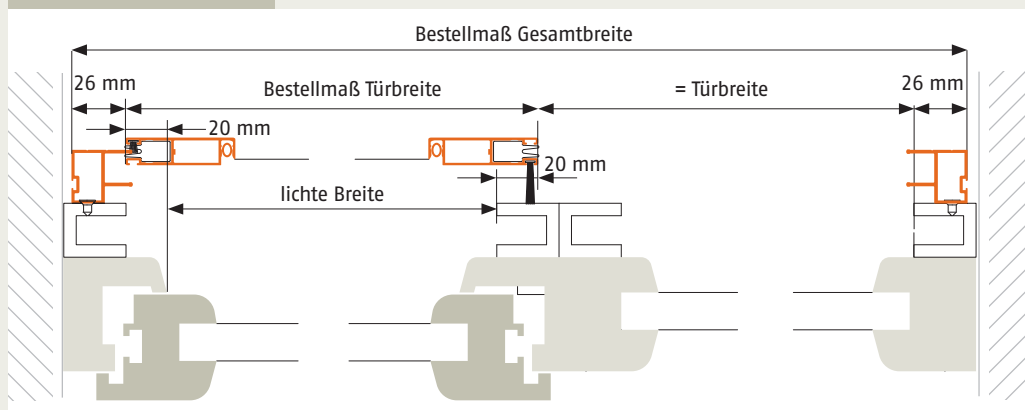 Bestellmaß Gesamtbreite
26 mm
Bestellmaß Türbreite
= Türbreite
26 mm
20 mm
20 mm
lichte Breite